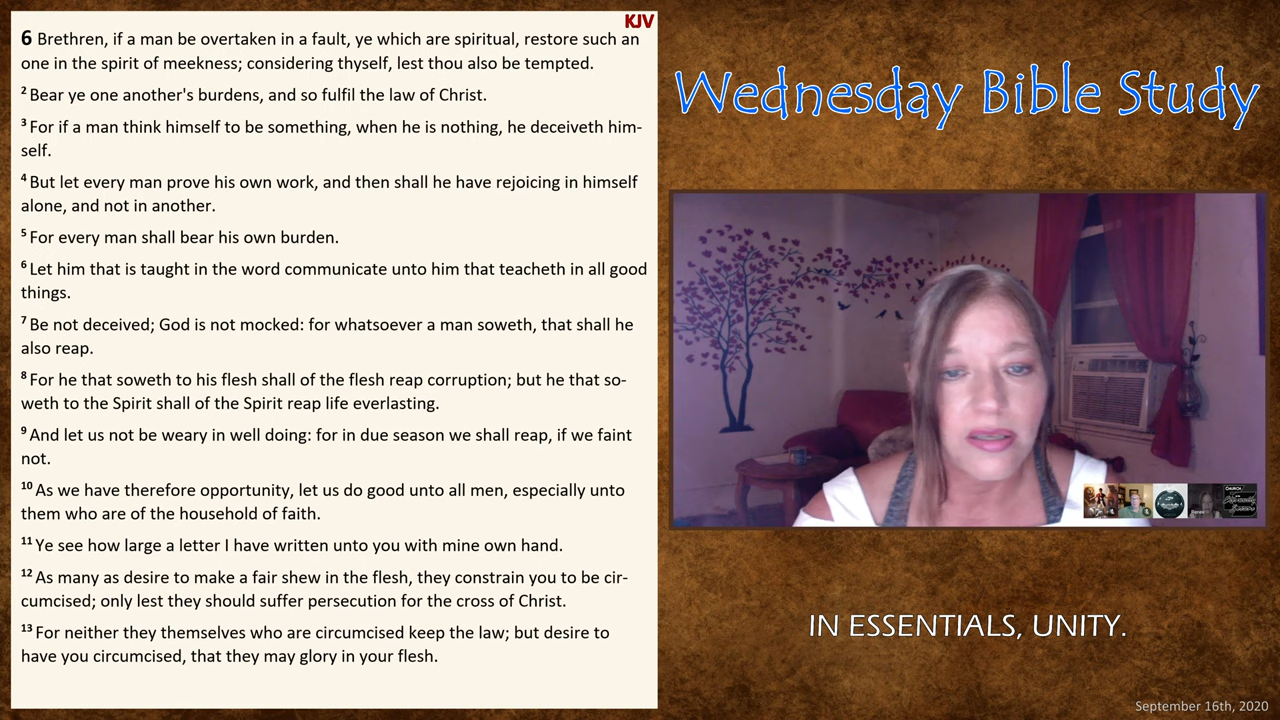 KJV
6 Brethren, if a man be overtaken in a fault, ye which are spiritual, restore such an
one in the spirit of meekness; considering thyself, lest thou also be tempted.
2 Bear ye one another's burdens, and so fulfil the law of Christ.
3 For if a man think himself to be something, when he is nothing, he deceiveth him-
self.
4 But let every man prove his own work, and then shall he have rejoicing in himself
alone, and not in another.
5 For every man shall bear his own burden.
6 Let him that is taught in the word communicate unto him that teacheth in all good
things.
7 Be not deceived; God is not mocked: for whatsoever a man soweth, that shall he
also reap.
8 For he that soweth to his flesh shall of the flesh reap corruption; but he that so-
weth to the Spirit shall of the Spirit reap life everlasting.
9 And let us not be weary in well doing: for in due season we shall reap, if we faint
not.
10 As we have therefore opportunity, let us do good unto all men, especially unto
them who are of the household of faith.
11 Ye see how large a letter I have written unto you with mine own hand.
12 As many as desire to make a fair shew in the flesh, they constrain you to be cir-
cumcised; only lest they should suffer persecution for the cross of Christ.
13 For neither they themselves who are circumcised keep the law; but desire to
have you circumcised, that they may glory in your flesh.
Wednesday Bible Study
CHURCH
IN ESSENTIALS, UNITY.
September 16th, 2020